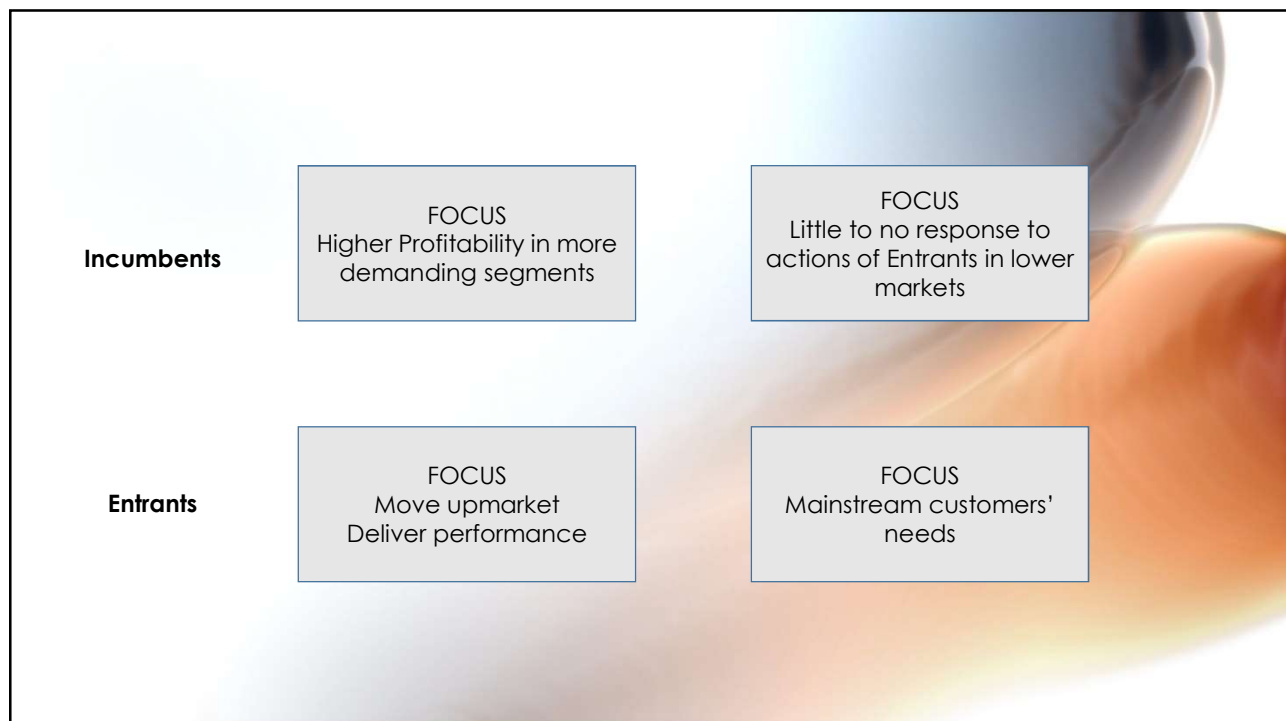 Incumbents
FOCUS
Higher Profitability in more
demanding segments
FOCUS
Little to no response to
actions of Entrants in lower
markets
Entrants
FOCUS
Move upmarket
Deliver performance
FOCUS
Mainstream customers’
needs